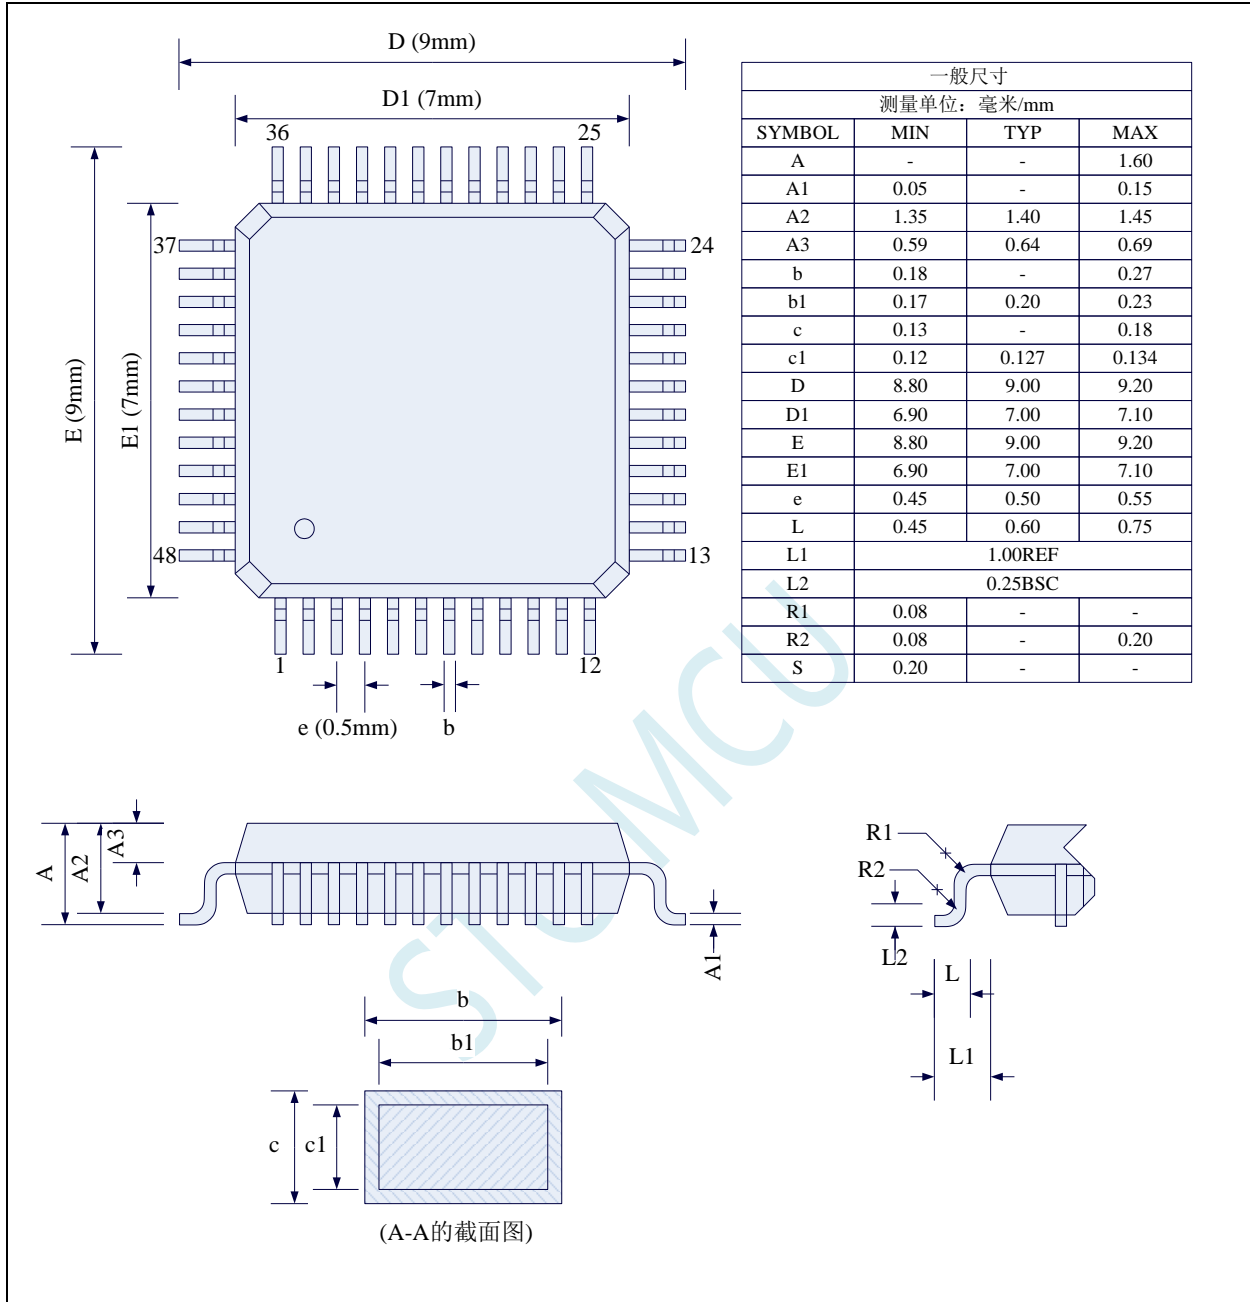 D (9mm)
D1 (7mm)
36
25
37
24
E (9mm)
E1 (7mm)
48
13
1
12
e (0.5mm)
b
一般尺寸
测量单位：毫米/mm
SYMBOL MIN TYP MAX
A - - 1.60
A1 0.05 - 0.15
A2 1.35 1.40 1.45
A3 0.59 0.64 0.69
b 0.18 - 0.27
b1 0.17 0.20 0.23
c 0.13 - 0.18
c1 0.12 0.127 0.134
D 8.80 9.00 9.20
D1 6.90 7.00 7.10
E 8.80 9.00 9.20
E1 6.90 7.00 7.10
e 0.45 0.50 0.55
L 0.45 0.60 0.75
L1 1.00REF
L2 0.25BSC
R1 0.08 - -
R2 0.08 - 0.20
S 0.20 - -
A
A2
A3
A1
R1
R2
L2
L
L1
b
b1
c
c1
(A-A的截面图)
STCMCU